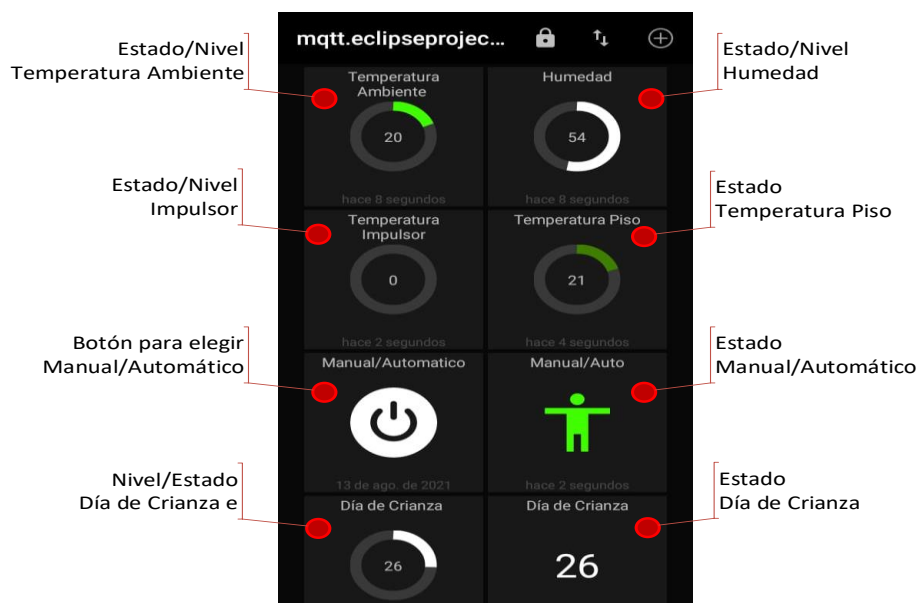 mqtt.eclipseprojec...
Estado/Nivel
Temperatura Ambiente
Temperatura
Ambiente
20
hace 8 segundos
Humedad
54
hace 8 segundos
Estado/Nivel
Humedad
Estado/Nivel
Impulsor
Temperatura
Impulsor
0
hace 2 segundos
Temperatura Piso
21
hace 4 segundos
Estado
Temperatura Piso
Botón para elegir
Manual/Automático
Manual/Automatico
13 de ago. de 2021
Manual/Auto
hace 2 segundos
Estado
Manual/Automático
Nivel/Estado
Día de Crianza e
Día de Crianza
26
Día de Crianza
26
Estado
Día de Crianza